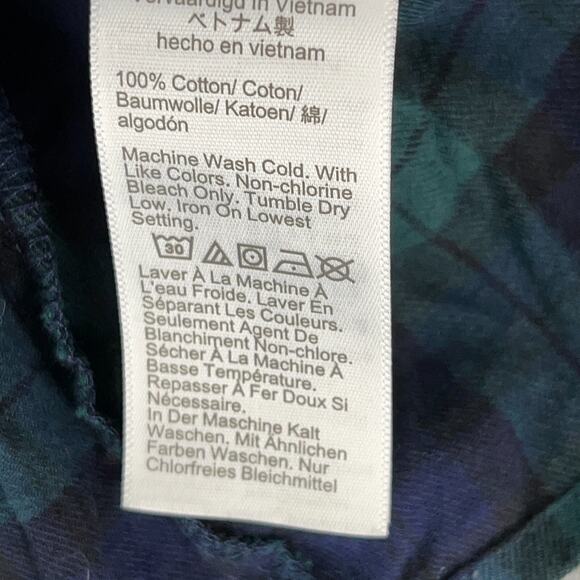 Vervaardigd in Vietnam
ベトナム製
hecho en vietnam
100% Cotton/ Coton/
Baumwolle/ Katoen/ 綿/
algodón
Machine Wash Cold. With
Like Colors. Non-chlorine
Bleach Only. Tumble Dry
Low. Iron On Lowest
Setting.
30
Laver À La Machine À
L'eau Froide. Laver En
Séparant Les Couleurs.
Seulement Agent De
Blanchiment Non-chlore.
Sécher À La Machine À
Basse Température.
Repasser À Fer Doux Si
Nécessaire.
In Der Maschine Kalt
Waschen. Mit Ähnlichen
Farben Waschen. Nur
Chlorfreies Bleichmittel